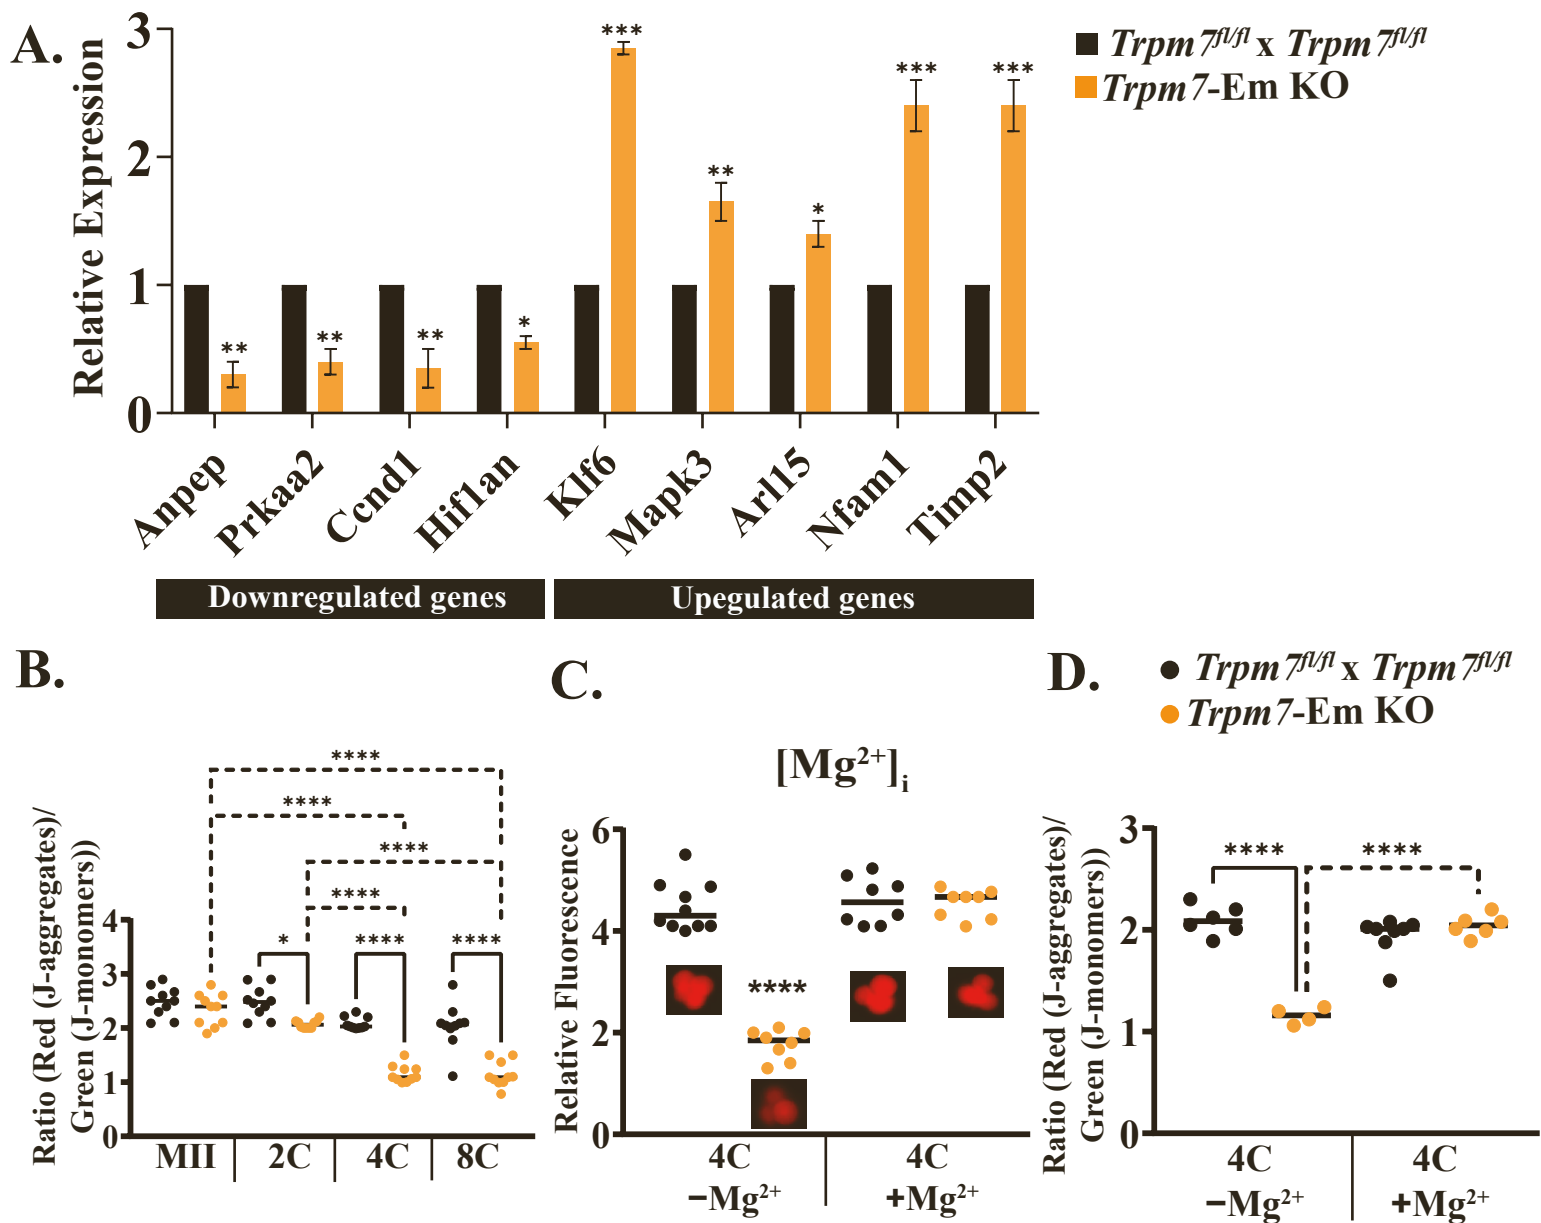 A.
Relative Expression
3
2
1
0
** ** ** * *** ** * *** ***
Trpm7fl/fl x Trpm7fl/fl
Trpm7-Em KO
Anpep
Prkaa2
Ccnd1
Hif1an
Klf6
Mapk3
Arl15
Nfam1
Timp2
Downregulated genes
Upegulated genes
B.
Ratio (Red (J-aggregates)/
Green (J-monomers))
4
3
2
1
0
****
****
****
****
* **** ****
MII 2C 4C 8C
C.
[Mg²⁺]i
Relative Fluorescence
6
4
2
0
****
4C 4C
−Mg²⁺ +Mg²⁺
D.
Trpm7fl/fl x Trpm7fl/fl
Trpm7-Em KO
Ratio (Red (J-aggregates)/
Green (J-monomers))
3
2
1
0
**** ****
4C 4C
−Mg²⁺ +Mg²⁺